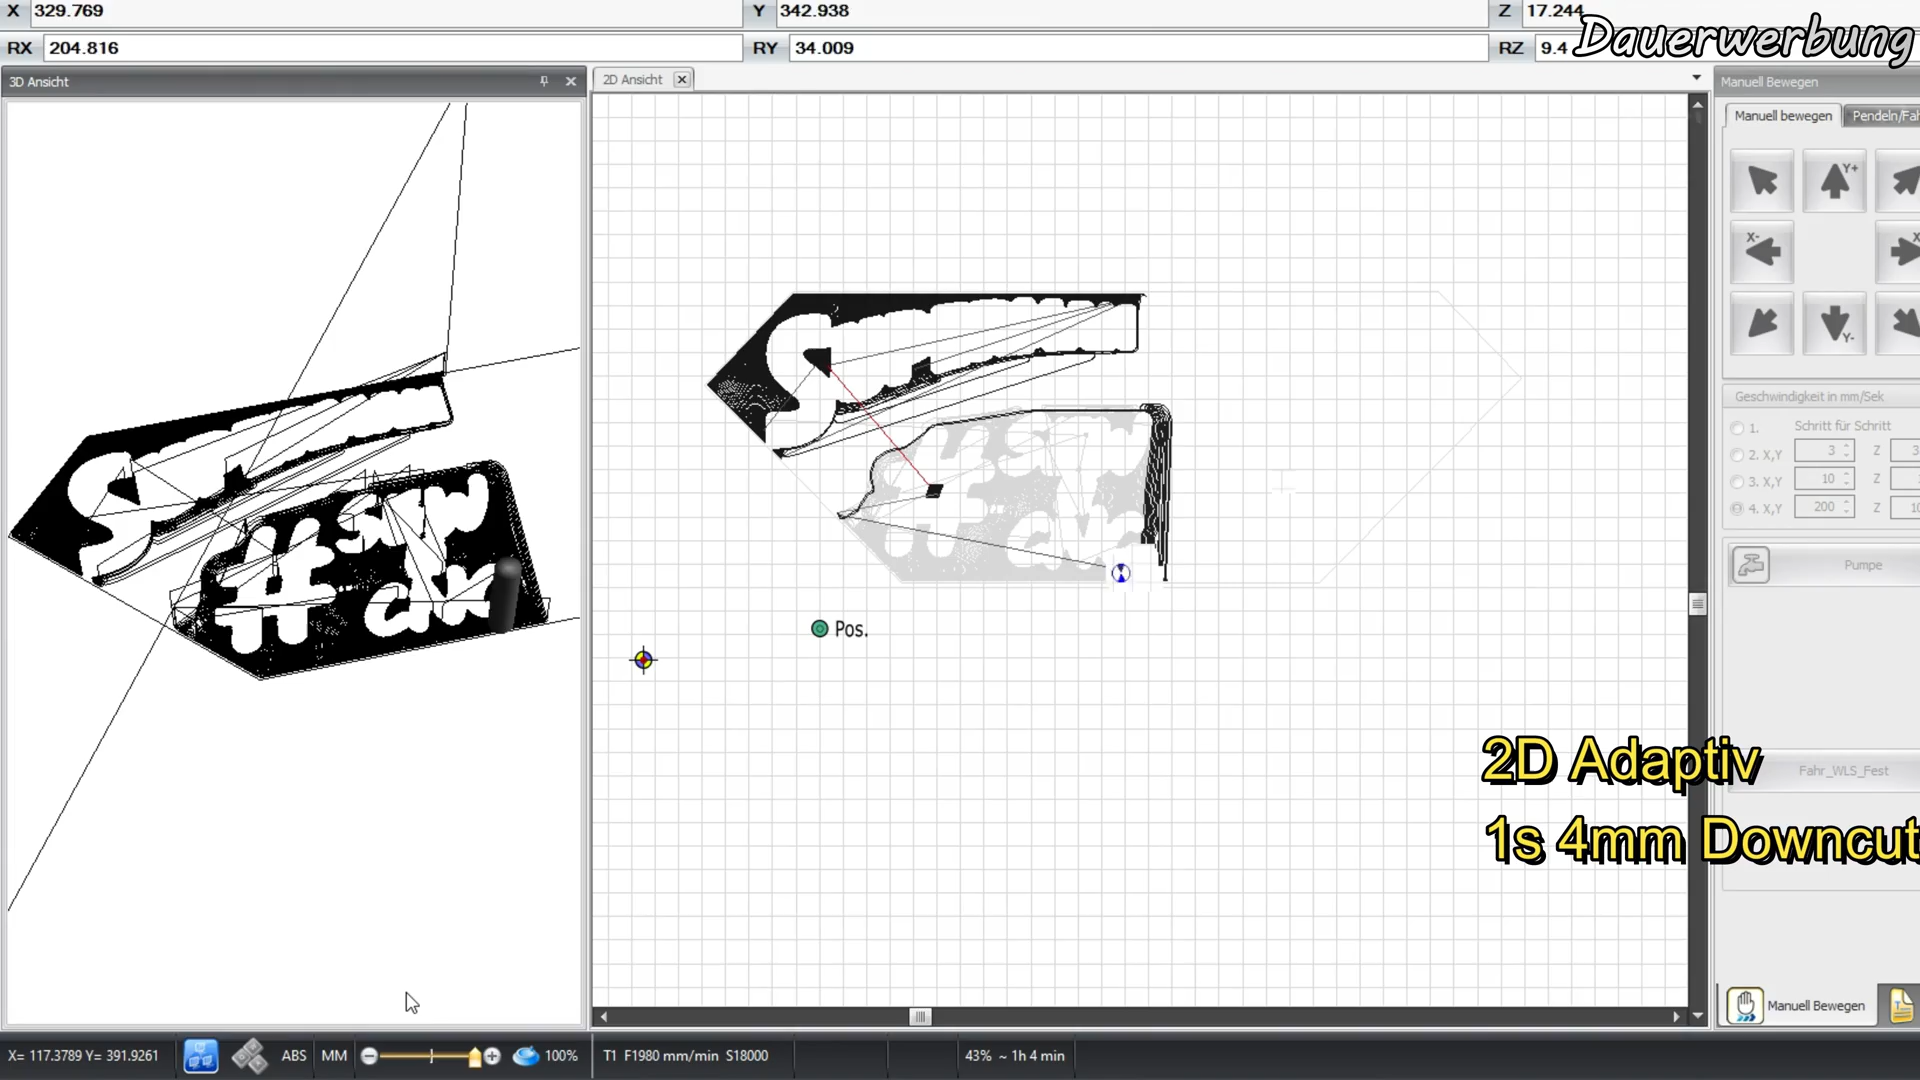 X 329.769 Y 342.938 Z 17.244
RX 204.816 RY 34.009 RZ 9.4
Dauerwerbung
3D Ansicht
2D Ansicht
Manuell Bewegen
Manuell bewegen Pendeln/Fah
Y+
X-
Y-
Geschwindigkeit in mm/Sek
1. Schritt für Schritt
2. X,Y 3 Z
3. X,Y 10 Z
4. X,Y 200 Z
Pumpe
Pos.
Fahr_WLS_Fest
2D Adaptiv
1s 4mm Downcut
Manuell Bewegen
X= 117.3789 Y= 391.9261 ABS MM 100% T1 F1980 mm/min S18000 43% ~ 1h 4 min